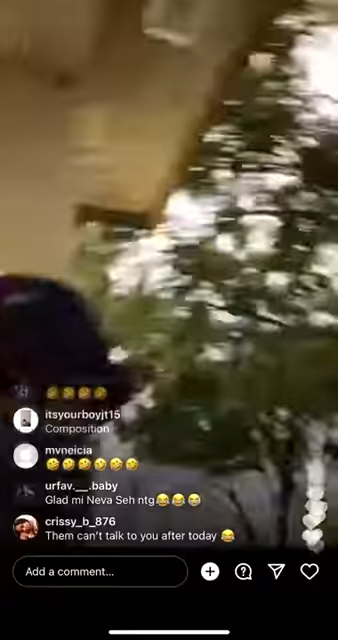 🤣🤣🤣🤣
itsyourboyjt15
Composition
mvneicia
🤣🤣🤣🤣🤣🤣
urfav.__.baby
Glad mi Neva Seh ntg😂😂😭
crissy_b_876
Them can't talk to you after today 😂
Add a comment...